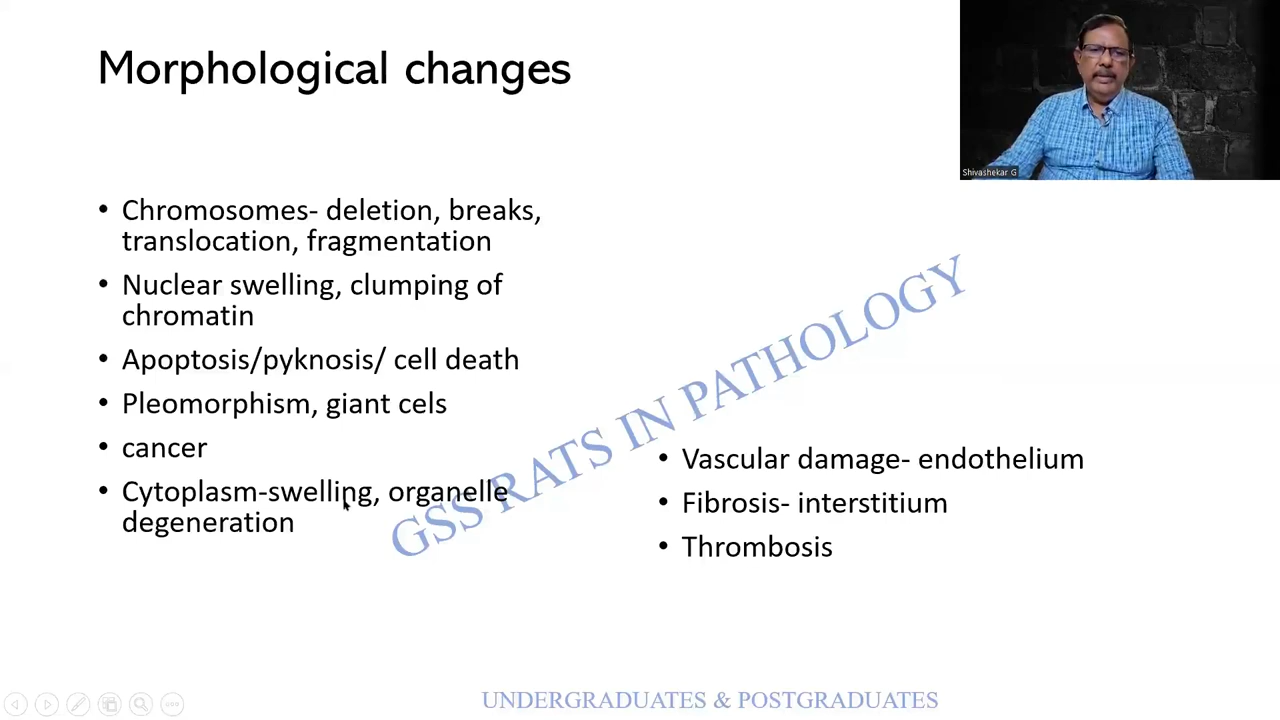 Morphological changes
Shivashekar G
• Chromosomes- deletion, breaks,
translocation, fragmentation
• Nuclear swelling, clumping of
chromatin
• Apoptosis/pyknosis/ cell death
• Pleomorphism, giant cels
• cancer
• Cytoplasm-swelling, organelle
degeneration
• Vascular damage- endothelium
• Fibrosis- interstitium
• Thrombosis
GSS RATS IN PATHOLOGY
UNDERGRADUATES & POSTGRADUATES